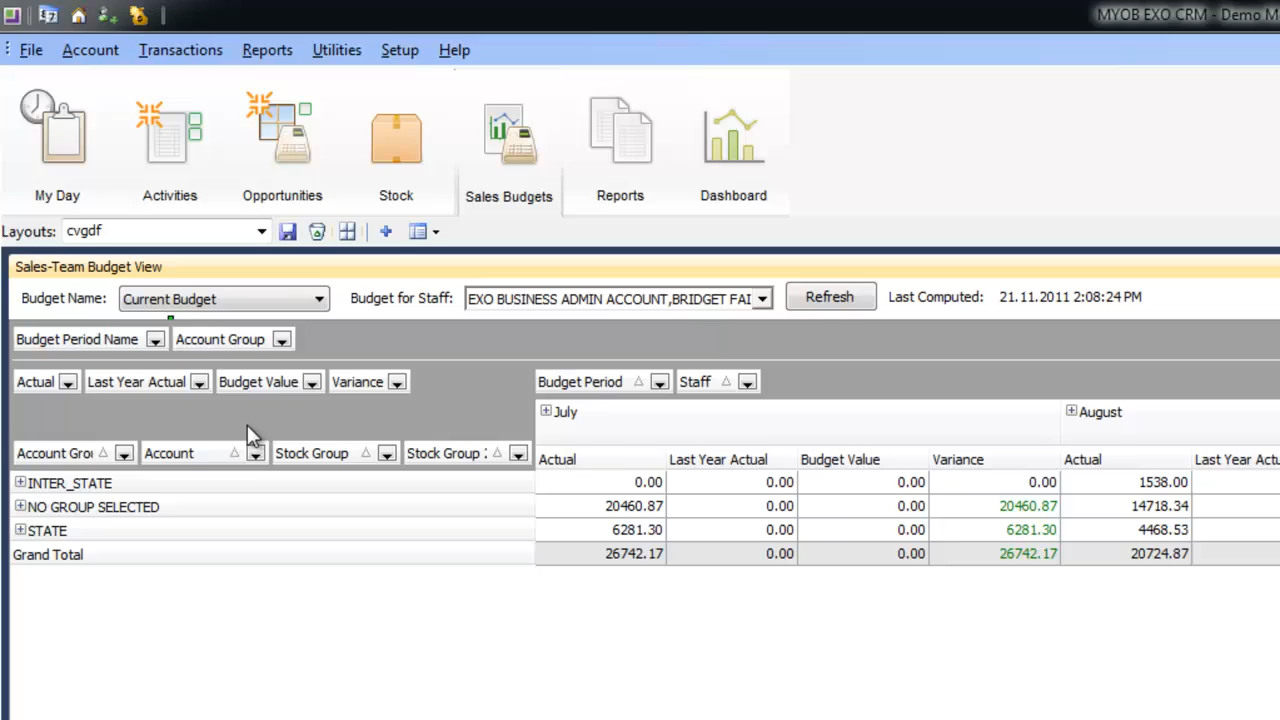 MYOB EXO CRM - Demo M
File Account Transactions Reports Utilities Setup Help
My Day Activities Opportunities Stock Sales Budgets Reports Dashboard
Layouts: cvgdf
Sales-Team Budget View
Budget Name: Current Budget Budget for Staff: EXO BUSINESS ADMIN ACCOUNT,BRIDGET FAI Refresh Last Computed: 21.11.2011 2:08:24 PM
Budget Period Name Account Group
Actual Last Year Actual Budget Value Variance Budget Period Staff
July August
Account Grou Account Stock Group Stock Group 2 Actual Last Year Actual Budget Value Variance Actual Last Year Actu
INTER_STATE 0.00 0.00 0.00 0.00 1538.00
NO GROUP SELECTED 20460.87 0.00 0.00 20460.87 14718.34
STATE 6281.30 0.00 0.00 6281.30 4468.53
Grand Total 26742.17 0.00 0.00 26742.17 20724.87